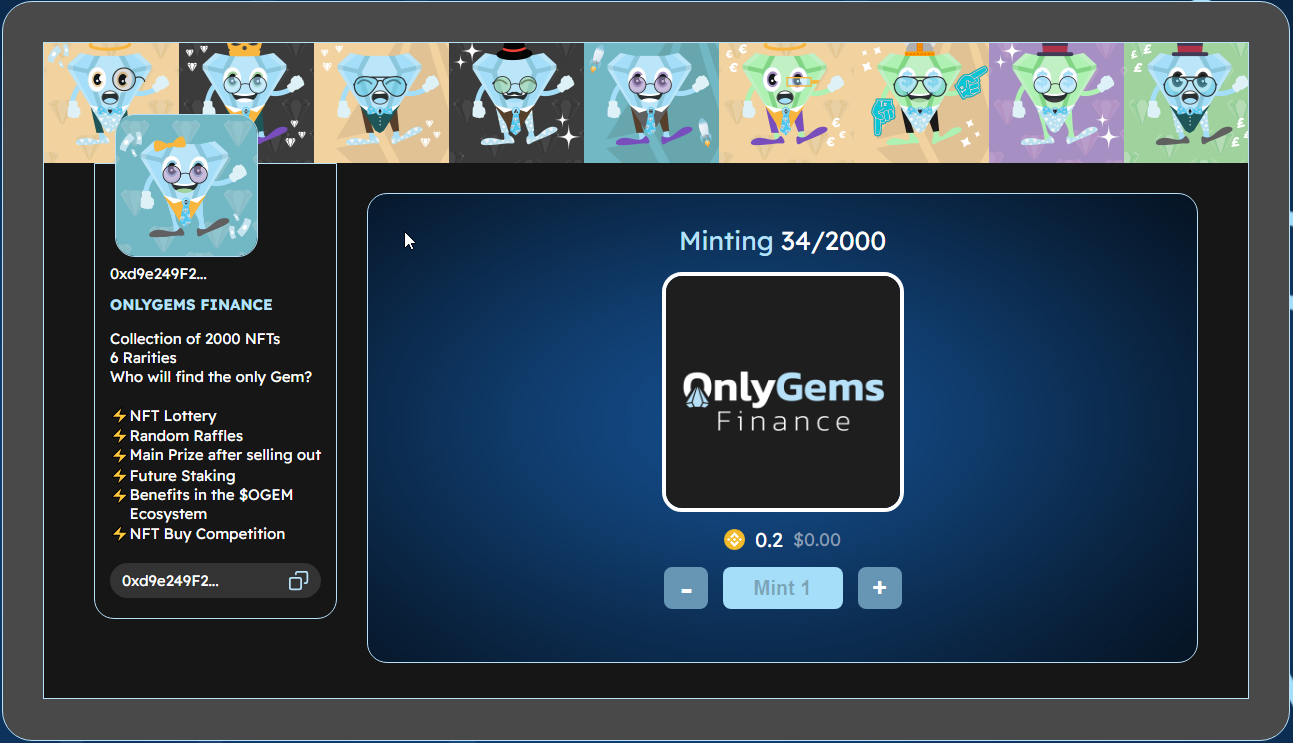 0xd9e249F2...
ONLYGEMS FINANCE
Collection of 2000 NFTs
6 Rarities
Who will find the only Gem?
⚡NFT Lottery
⚡Random Raffles
⚡Main Prize after selling out
⚡Future Staking
⚡Benefits in the $OGEM
Ecosystem
⚡NFT Buy Competition
0xd9e249F2...
Minting 34/2000
OnlyGems
Finance
0.2 $0.00
- Mint 1 +